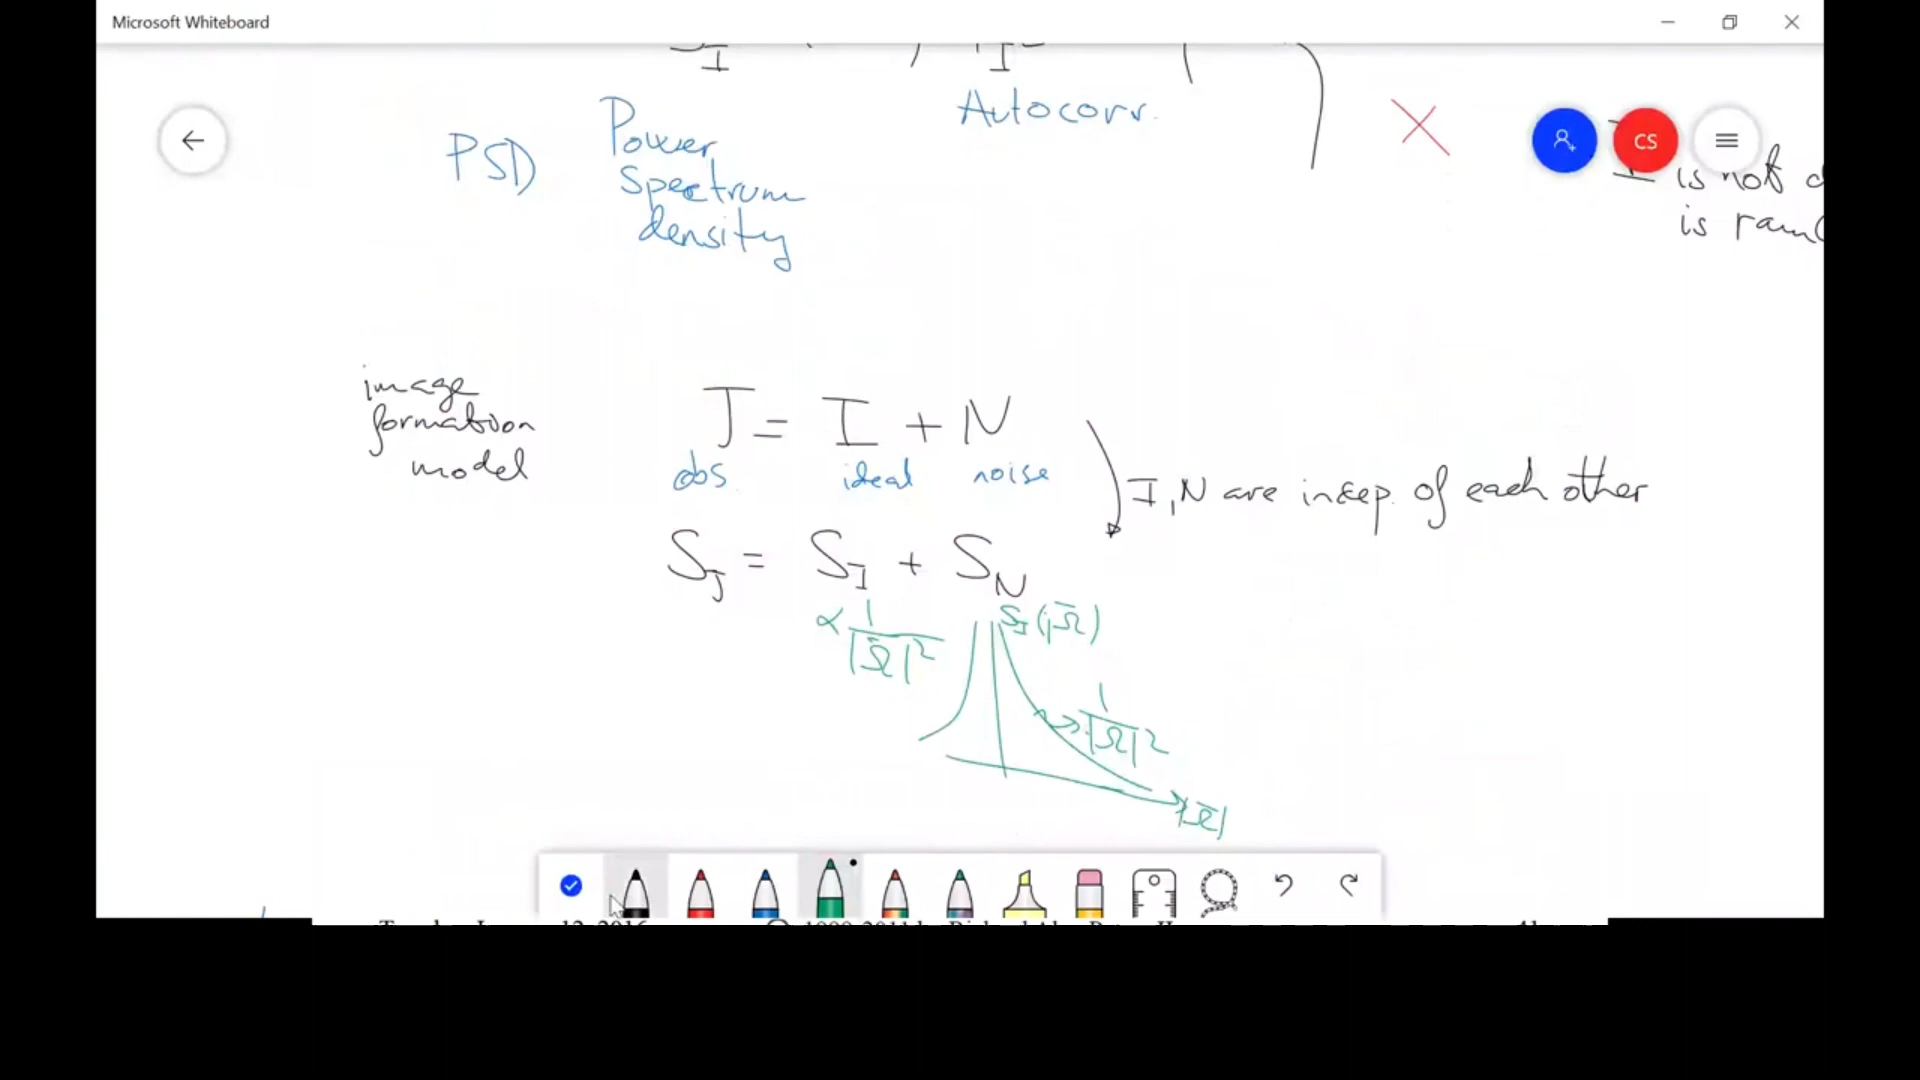 Microsoft Whiteboard
I
I
Autocorr.
PSD
Power
spectrum
density
CS
is not
is
image
formation
model
J = I + N
obs
ideal
noise
I, N are indep. of each other
S_J = S_I + S_N
∝ 1/|Ω̄|²
S_I(|Ω̄|)
1/|Ω̄|²
|Ω̄|